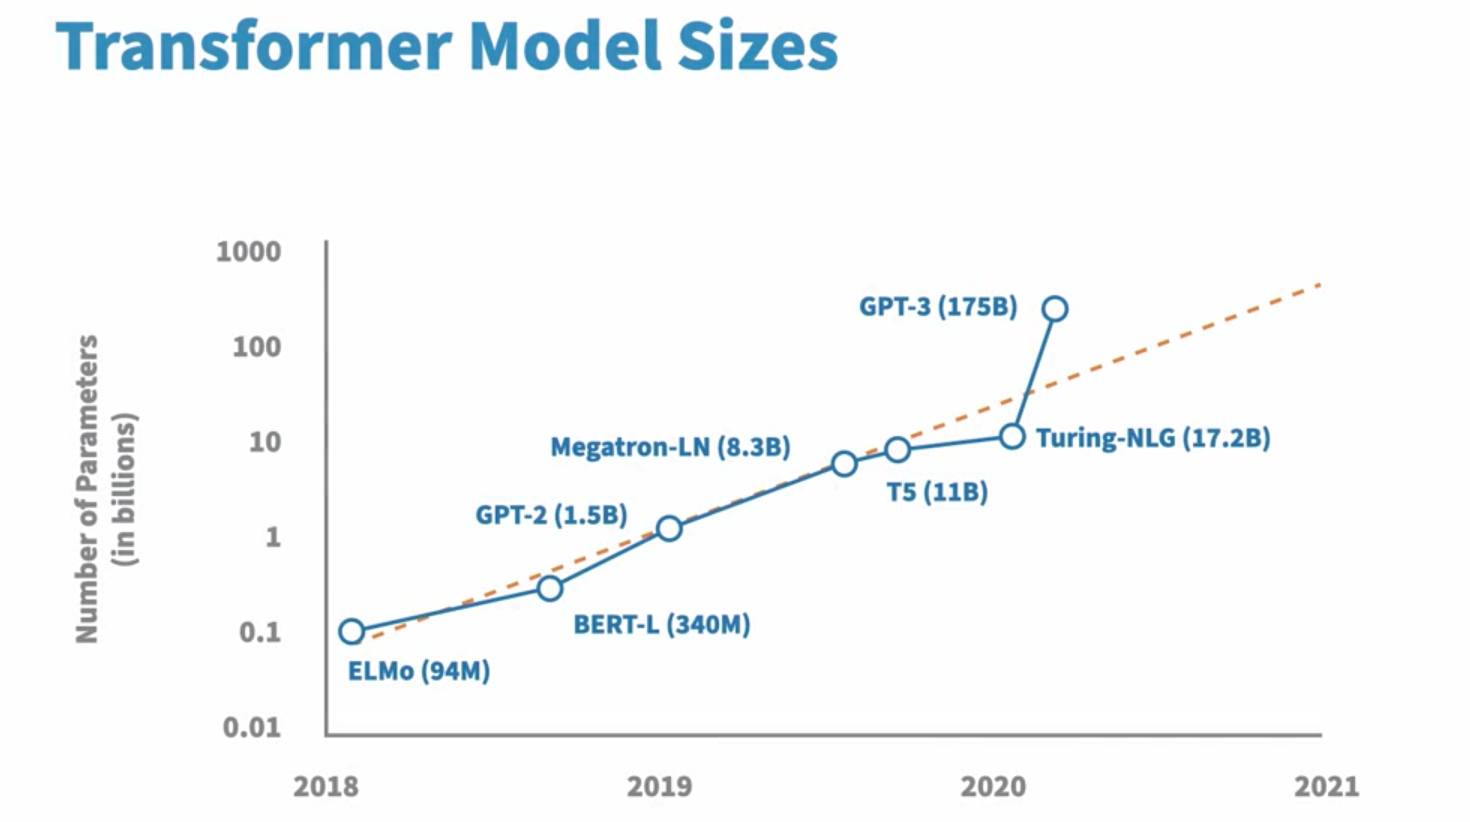 Transformer Model Sizes
1000
100
10
1
0.1
0.01
Number of Parameters
(in billions)
GPT-3 (175B)
Megatron-LN (8.3B)
Turing-NLG (17.2B)
T5 (11B)
GPT-2 (1.5B)
BERT-L (340M)
ELMo (94M)
2018
2019
2020
2021